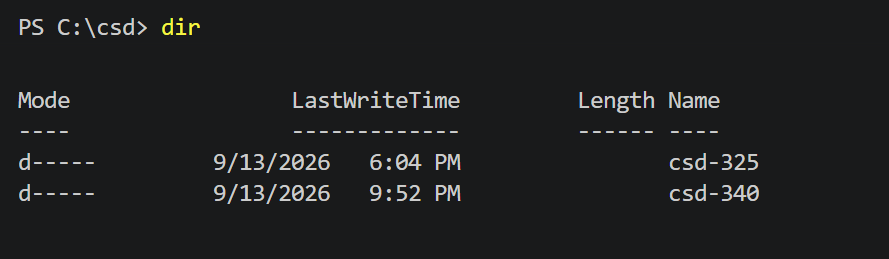 PS C:\csd> dir
Mode                 LastWriteTime         Length Name
----                 -------------         ------ ----
d-----         9/13/2026   6:04 PM                csd-325
d-----         9/13/2026   9:52 PM                csd-340